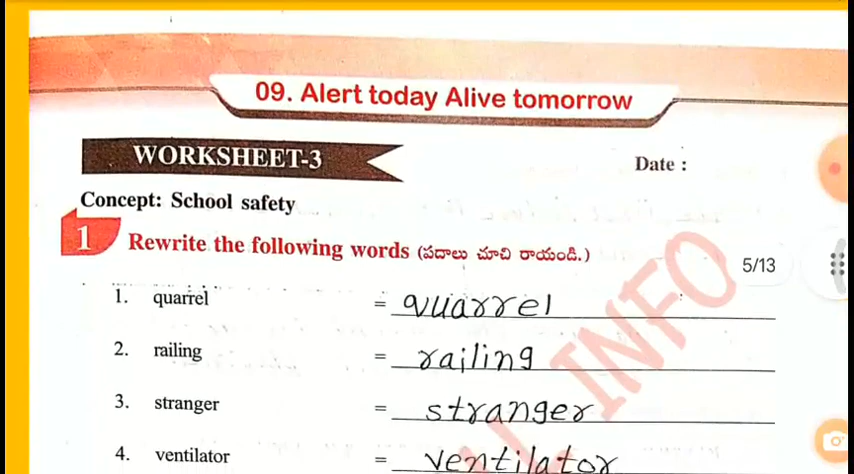 09. Alert today Alive tomorrow
WORKSHEET-3
Date :
Concept: School safety
1 Rewrite the following words (పదాలు చూచి రాయండి.)
5/13
1. quarrel = quarrel
2. railing = railing
3. stranger = stranger
4. ventilator = ventilator
INFO